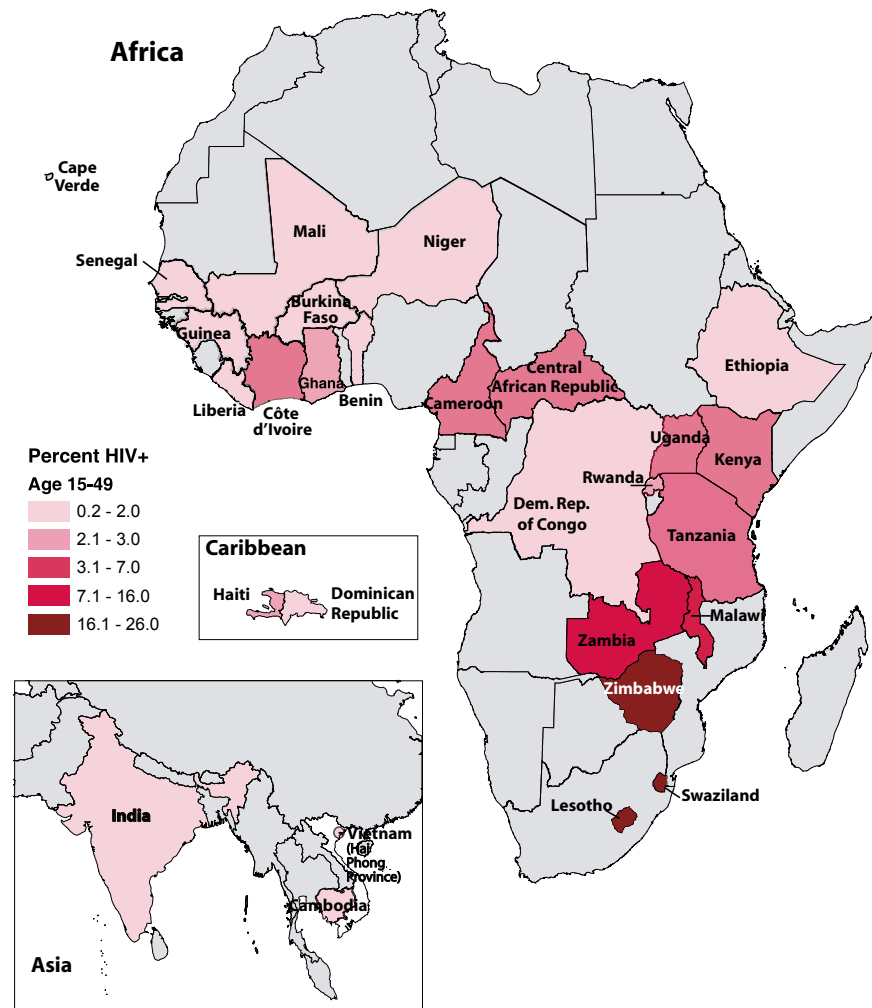 Africa
Cape
Verde
Mali
Niger
Senegal
Burkina
Faso
Guinea
Ethiopia
Ghana
Central
African Republic
Liberia
Côte
d'Ivoire
Benin
Cameroon
Uganda
Kenya
Rwanda
Dem. Rep.
of Congo
Tanzania
Percent HIV+
Age 15-49
0.2 - 2.0
2.1 - 3.0
3.1 - 7.0
7.1 - 16.0
16.1 - 26.0
Caribbean
Haiti
Dominican
Republic
Malawi
Zambia
Zimbabwe
Swaziland
Lesotho
India
Vietnam
(Hai
Phong
Province)
Cambodia
Asia